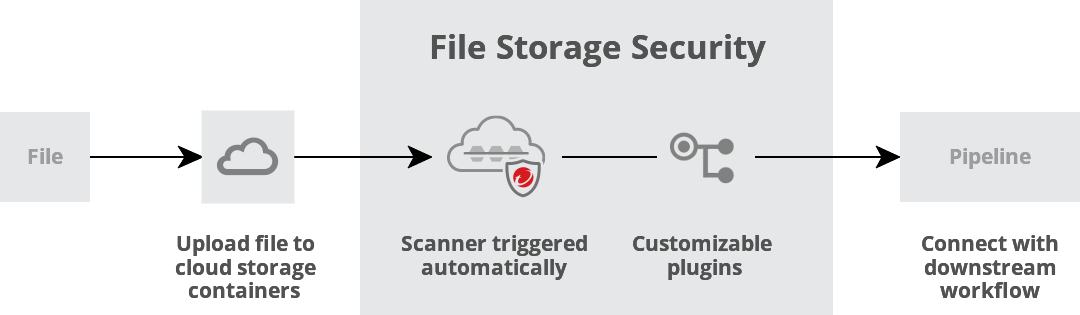 File Storage Security
File
Pipeline
Upload file to
cloud storage
containers
Scanner triggered
automatically
Customizable
plugins
Connect with
downstream
workflow